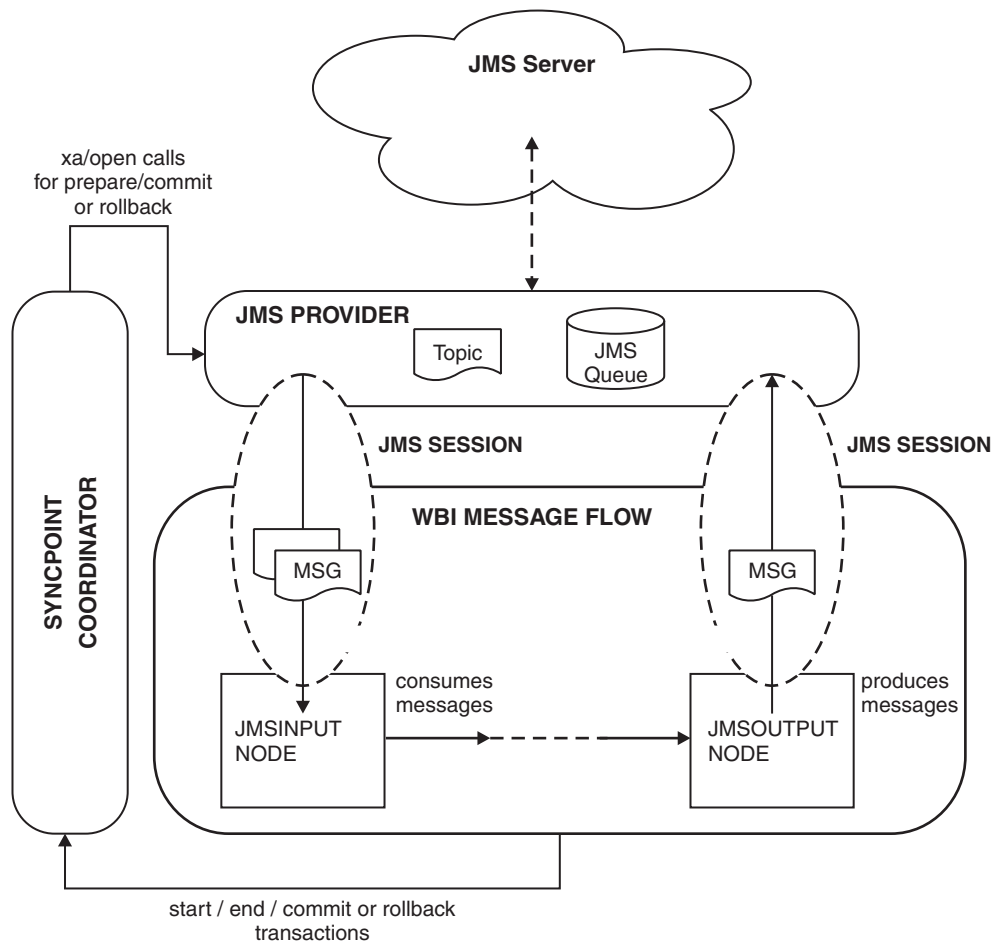 JMS Server
xa/open calls
for prepare/commit
or rollback
JMS PROVIDER
Topic
JMS
Queue
JMS SESSION
JMS SESSION
SYNCPOINT
COORDINATOR
WBI MESSAGE FLOW
MSG
MSG
consumes
messages
produces
messages
JMSINPUT
NODE
JMSOUTPUT
NODE
start / end / commit or rollback
transactions